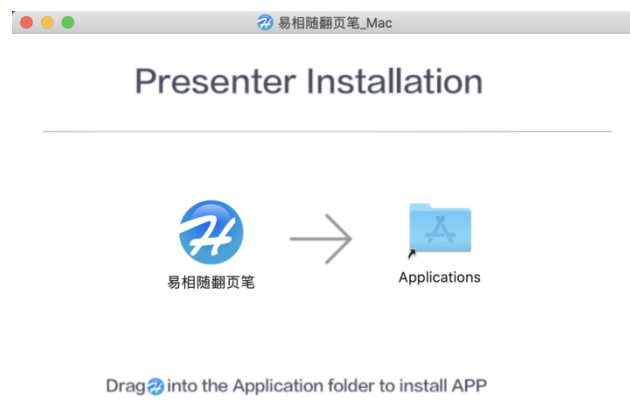 易相随翻页笔_Mac
Presenter Installation
易相随翻页笔
Applications
Drag into the Application folder to install APP